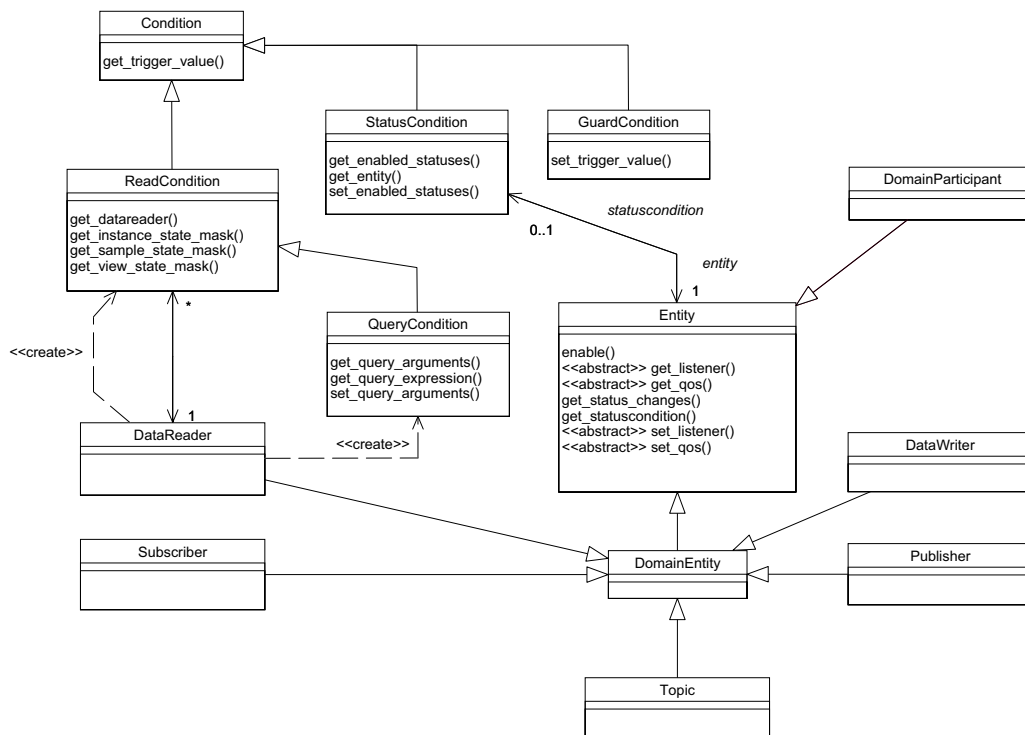 Condition
get_trigger_value()
StatusCondition
get_enabled_statuses()
get_entity()
set_enabled_statuses()
GuardCondition
set_trigger_value()
ReadCondition
get_datareader()
get_instance_state_mask()
get_sample_state_mask()
get_view_state_mask()
DomainParticipant
statuscondition
0..1
entity
1
*
<<create>>
1
QueryCondition
get_query_arguments()
get_query_expression()
set_query_arguments()
<<create>>
Entity
enable()
<<abstract>> get_listener()
<<abstract>> get_qos()
get_status_changes()
get_statuscondition()
<<abstract>> set_listener()
<<abstract>> set_qos()
DataReader
DataWriter
Subscriber
DomainEntity
Publisher
Topic